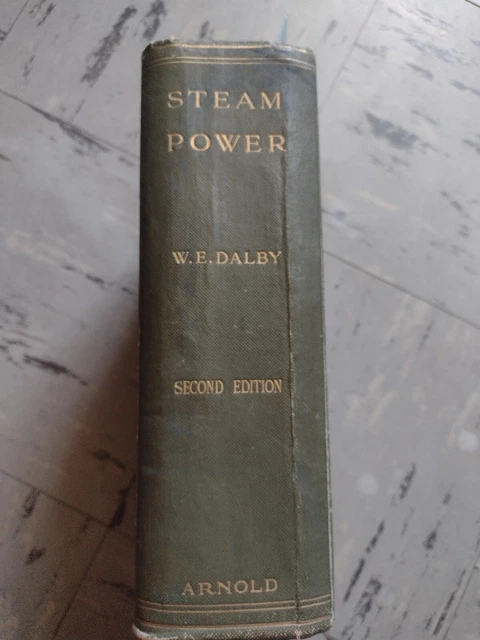 STEAM
POWER
W.E.DALBY
SECOND EDITION
ARNOLD